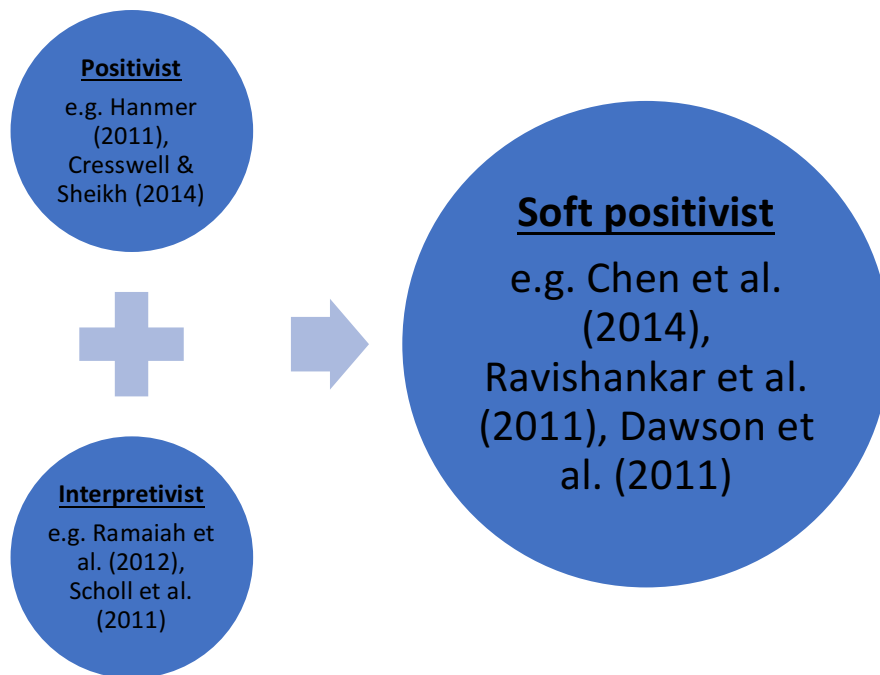 Positivist
e.g. Hanmer
(2011),
Cresswell &
Sheikh (2014)
Interpretivist
e.g. Ramaiah et
al. (2012),
Scholl et al.
(2011)
Soft positivist
e.g. Chen et al.
(2014),
Ravishankar et al.
(2011), Dawson et
al. (2011)